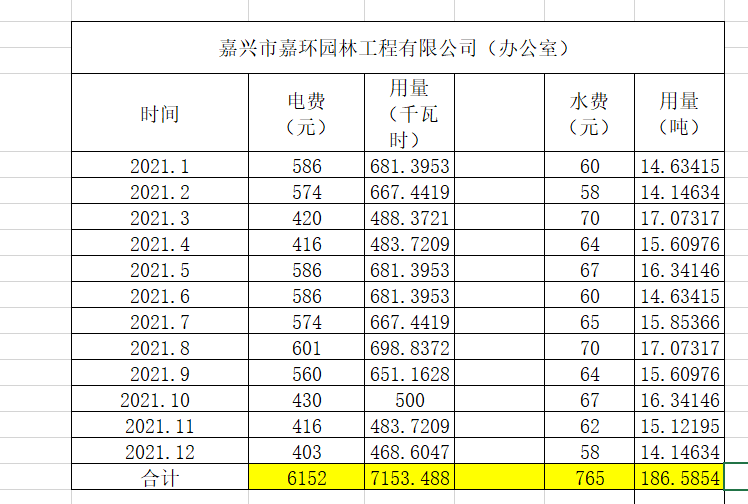 嘉兴市嘉环园林工程有限公司（办公室）
时间 电费（元） 用量（千瓦时） 水费（元） 用量（吨）
2021.1 586 681.3953 60 14.63415
2021.2 574 667.4419 58 14.14634
2021.3 420 488.3721 70 17.07317
2021.4 416 483.7209 64 15.60976
2021.5 586 681.3953 67 16.34146
2021.6 586 681.3953 60 14.63415
2021.7 574 667.4419 65 15.85366
2021.8 601 698.8372 70 17.07317
2021.9 560 651.1628 64 15.60976
2021.10 430 500 67 16.34146
2021.11 416 483.7209 62 15.12195
2021.12 403 468.6047 58 14.14634
合计 6152 7153.488 765 186.5854